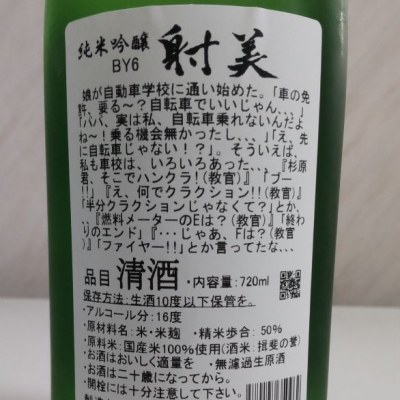 純米吟醸 射美
BY6
娘が自動車学校に通い始めた。「車の免
許、要る～？自転車でいいじゃん、、」
「パパ、実は私、自転車乗れないんだよ
ね～！乗る機会無かったし、、」「え、先
に自転車じゃない！？」。そういえば、
私も車校は、いろいろあった、、『杉原
君、そこでハンクラ！(教官)』『プー
!!』『え、何でクラクション!!(教官)』
『半分クラクションじゃなくて？』とか、
、、『燃料メーターのEは？(教官)』『終わ
りのエンド』『・・じゃあ、Fは？(教官)
』『ファイヤー!!』とか言ってたな、、
品目 清酒 ・内容量:720ml
保存方法:生酒10度以下保管を。
・アルコール分:16度
・原材料名:米・米麹 ・精米歩合:50%
・原料米:国産米100%使用(酒米:揖斐の誉)
・お酒はおいしく適量を ・無濾過生原酒
・お酒は二十歳になってから。
・開栓には十分注意して下さい。